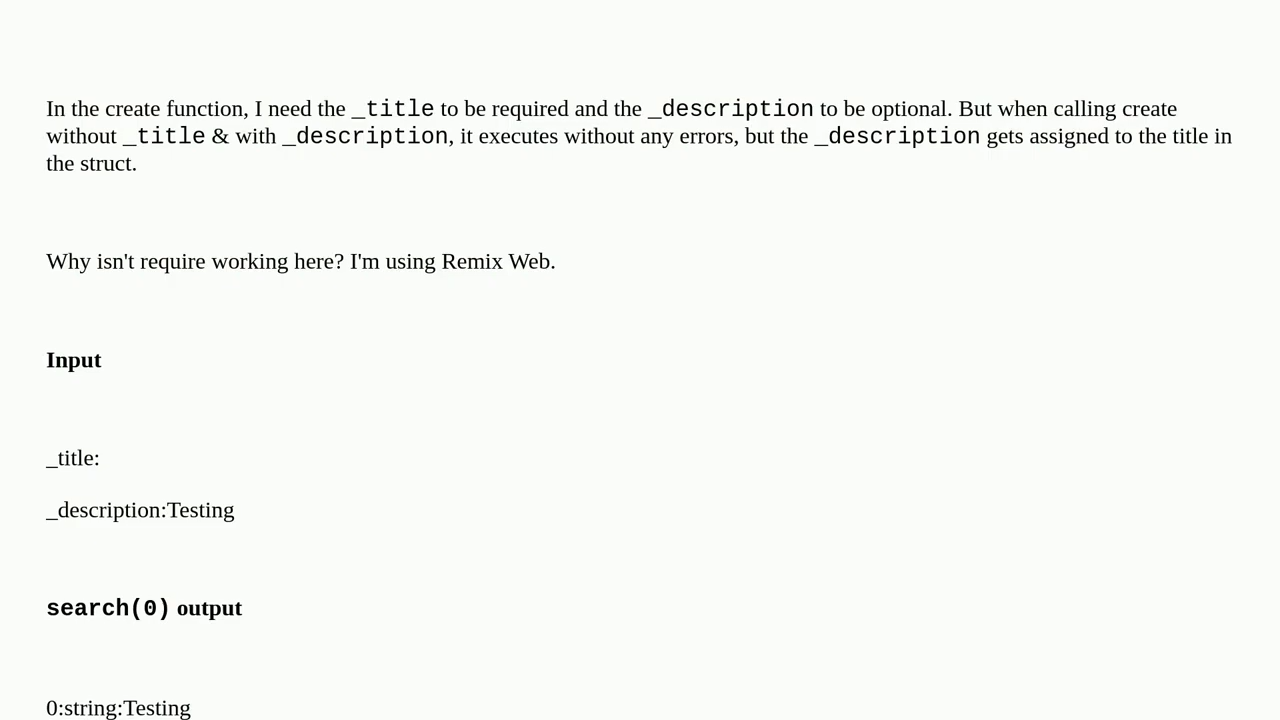 In the create function, I need the _title to be required and the _description to be optional. But when calling create
without _title & with _description, it executes without any errors, but the _description gets assigned to the title in
the struct.
Why isn't require working here? I'm using Remix Web.
Input
_title:
_description:Testing
search(0) output
0:string:Testing